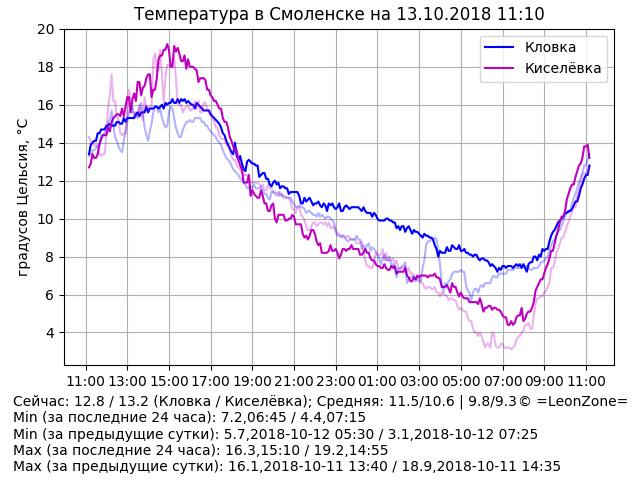 Температура в Смоленске на 13.10.2018 11:10
градусов Цельсия, °C
20
18
16
14
12
10
8
6
4
Кловка
Киселёвка
11:00 13:00 15:00 17:00 19:00 21:00 23:00 01:00 03:00 05:00 07:00 09:00 11:00
Сейчас: 12.8 / 13.2 (Кловка / Киселёвка); Средняя: 11.5/10.6 | 9.8/9.3© =LeonZone=
Min (за последние 24 часа): 7.2,06:45 / 4.4,07:15
Min (за предыдущие сутки): 5.7,2018-10-12 05:30 / 3.1,2018-10-12 07:25
Max (за последние 24 часа): 16.3,15:10 / 19.2,14:55
Max (за предыдущие сутки): 16.1,2018-10-11 13:40 / 18.9,2018-10-11 14:35